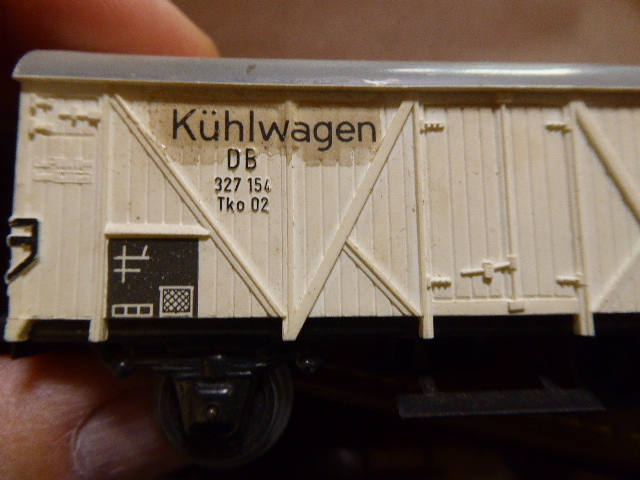 Kühlwagen
DB
327 154
Tko 02